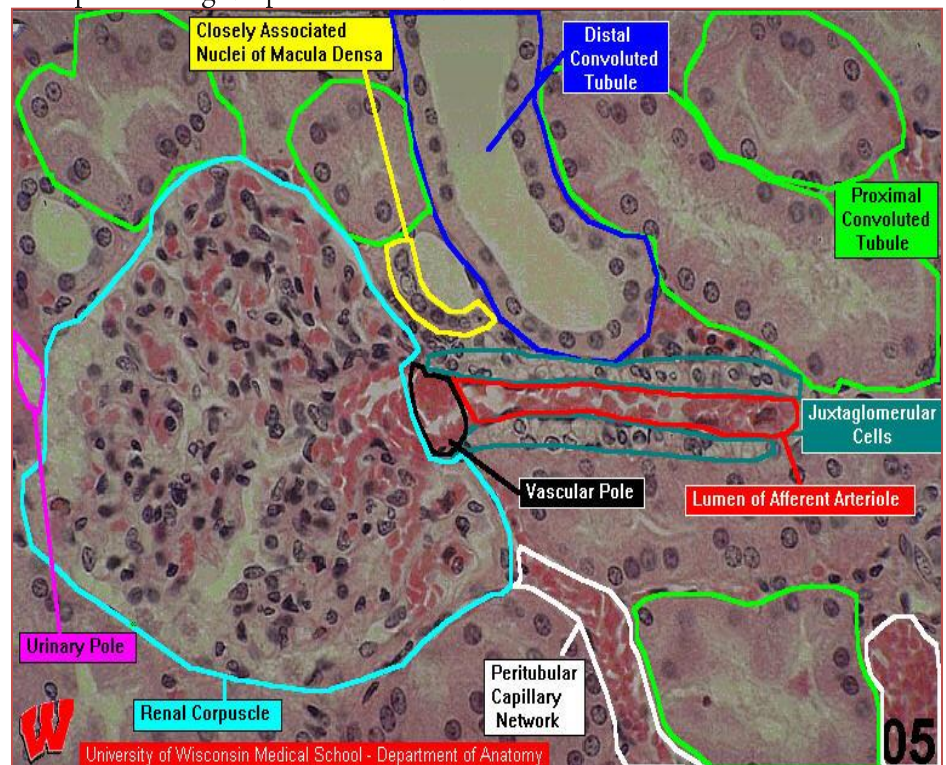 Closely Associated
Nuclei of Macula Densa
Distal
Convoluted
Tubule
Proximal
Convoluted
Tubule
Juxtaglomerular
Cells
Vascular Pole
Lumen of Afferent Arteriole
Urinary Pole
Peritubular
Capillary
Network
Renal Corpuscle
W
University of Wisconsin Medical School - Department of Anatomy
05